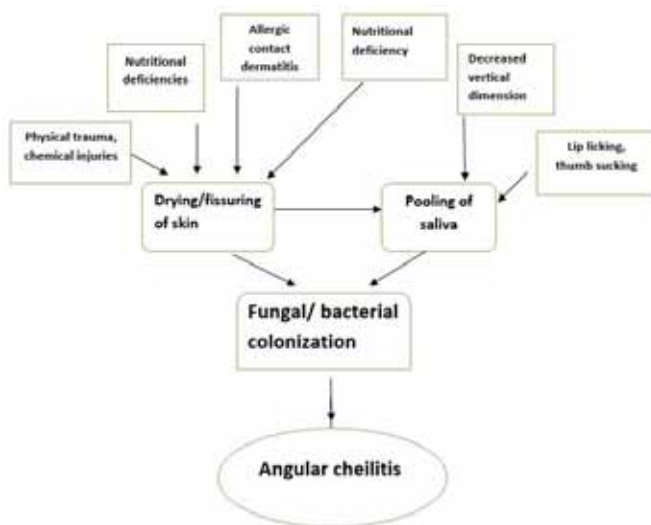 Allergic
contact
dermatitis
Nutritional
deficiency
Nutritional
deficiencies
Decreased
vertical
dimension
Physical trauma,
chemical injuries
Lip licking,
thumb sucking
Drying/fissuring
of skin
Pooling of
saliva
Fungal/ bacterial
colonization
Angular cheilitis